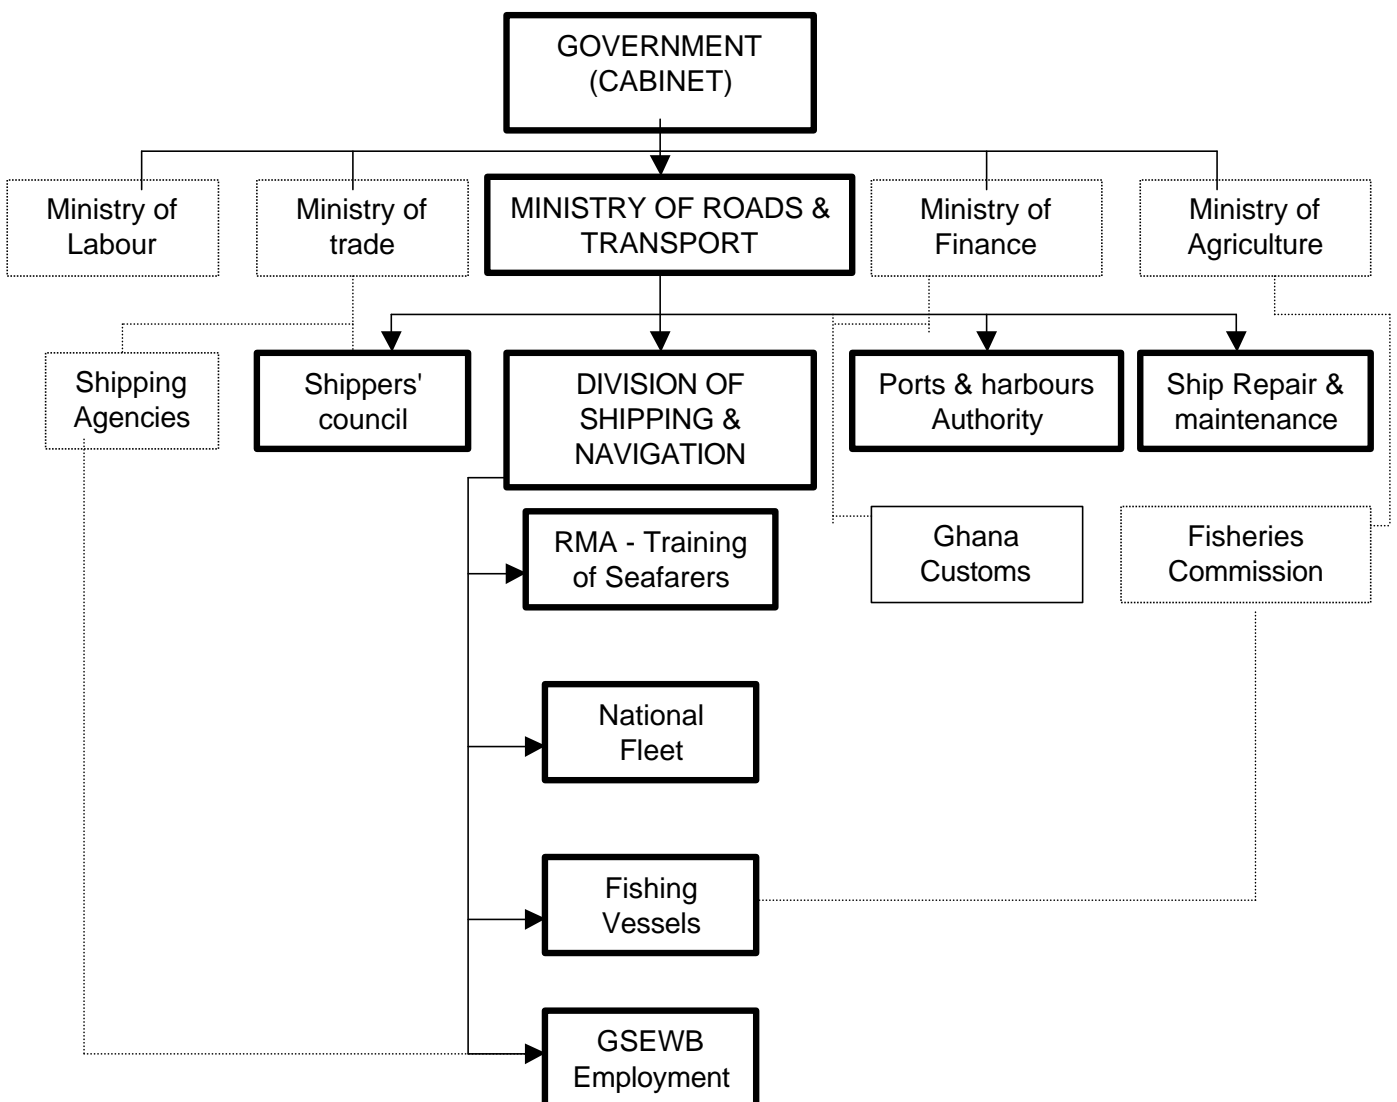 GOVERNMENT
(CABINET)
Ministry of
Labour
Ministry of
trade
MINISTRY OF ROADS &
TRANSPORT
Ministry of
Finance
Ministry of
Agriculture
Shipping
Agencies
Shippers'
council
DIVISION OF
SHIPPING &
NAVIGATION
Ports & harbours
Authority
Ship Repair &
maintenance
RMA - Training
of Seafarers
Ghana
Customs
Fisheries
Commission
National
Fleet
Fishing
Vessels
GSEWB
Employment